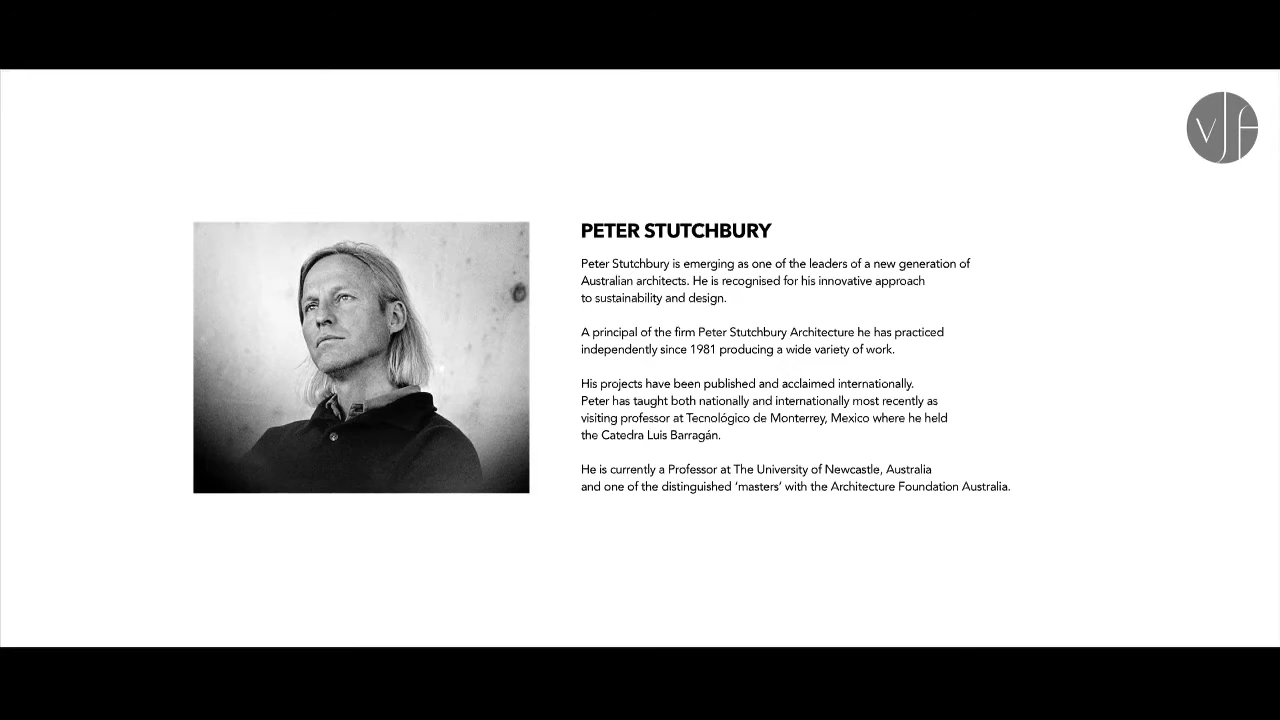 vjf
PETER STUTCHBURY
Peter Stutchbury is emerging as one of the leaders of a new generation of
Australian architects. He is recognised for his innovative approach
to sustainability and design.
A principal of the firm Peter Stutchbury Architecture he has practiced
independently since 1981 producing a wide variety of work.
His projects have been published and acclaimed internationally.
Peter has taught both nationally and internationally most recently as
visiting professor at Tecnológico de Monterrey, Mexico where he held
the Catedra Luis Barragán.
He is currently a Professor at The University of Newcastle, Australia
and one of the distinguished ‘masters’ with the Architecture Foundation Australia.